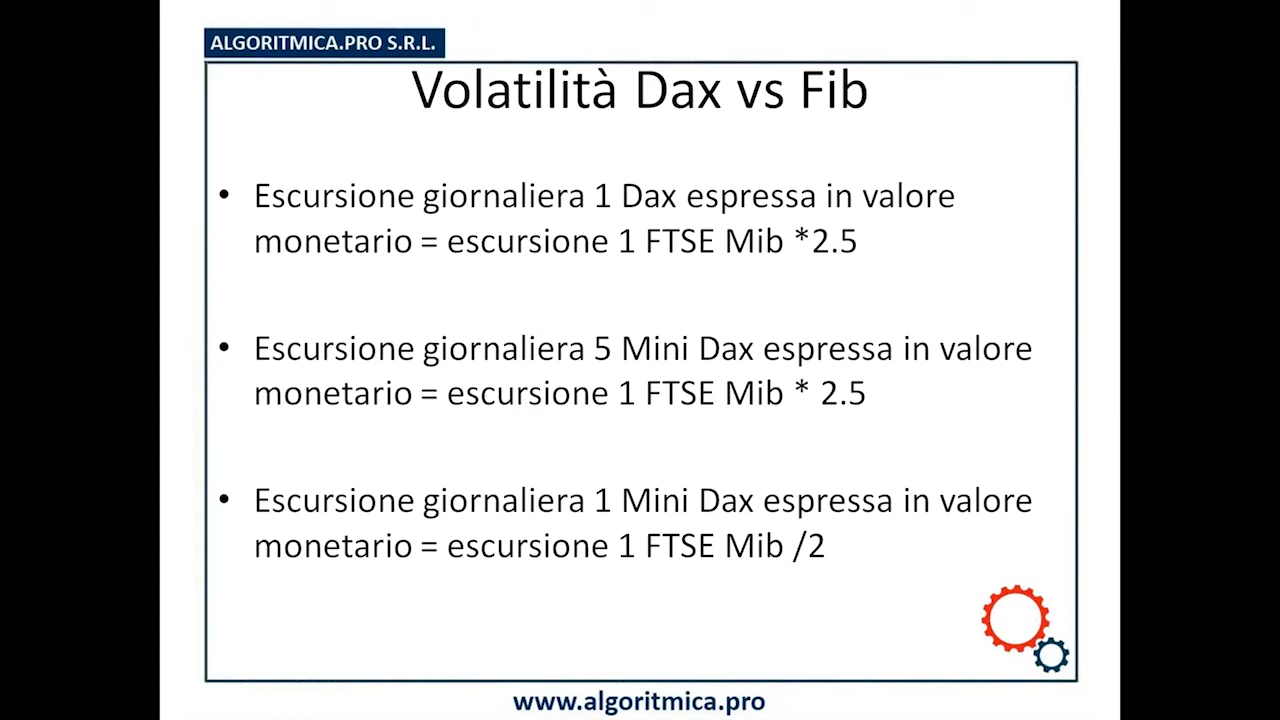 ALGORITMICA.PRO S.R.L.
Volatilità Dax vs Fib
• Escursione giornaliera 1 Dax espressa in valore
monetario = escursione 1 FTSE Mib *2.5
• Escursione giornaliera 5 Mini Dax espressa in valore
monetario = escursione 1 FTSE Mib * 2.5
• Escursione giornaliera 1 Mini Dax espressa in valore
monetario = escursione 1 FTSE Mib /2
www.algoritmica.pro